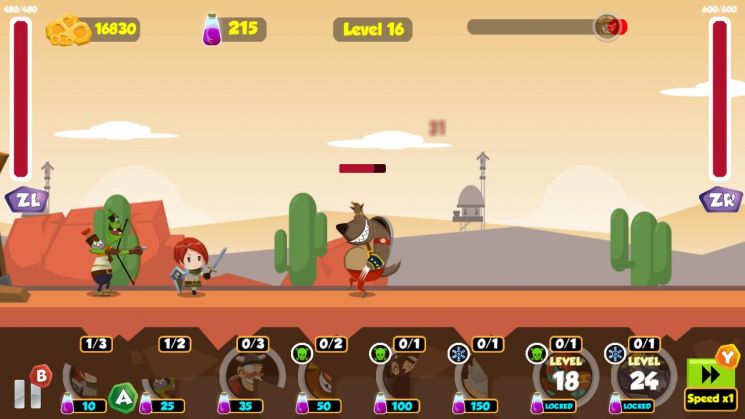 480/480
600/600
16830
215
Level 16
31
ZL
ZR
1/3
1/2
0/3
0/2
0/1
0/1
0/1
0/1
LEVEL
18
LEVEL
24
B
A
Y
10
25
35
50
100
150
LOCKED
LOCKED
Speed x1